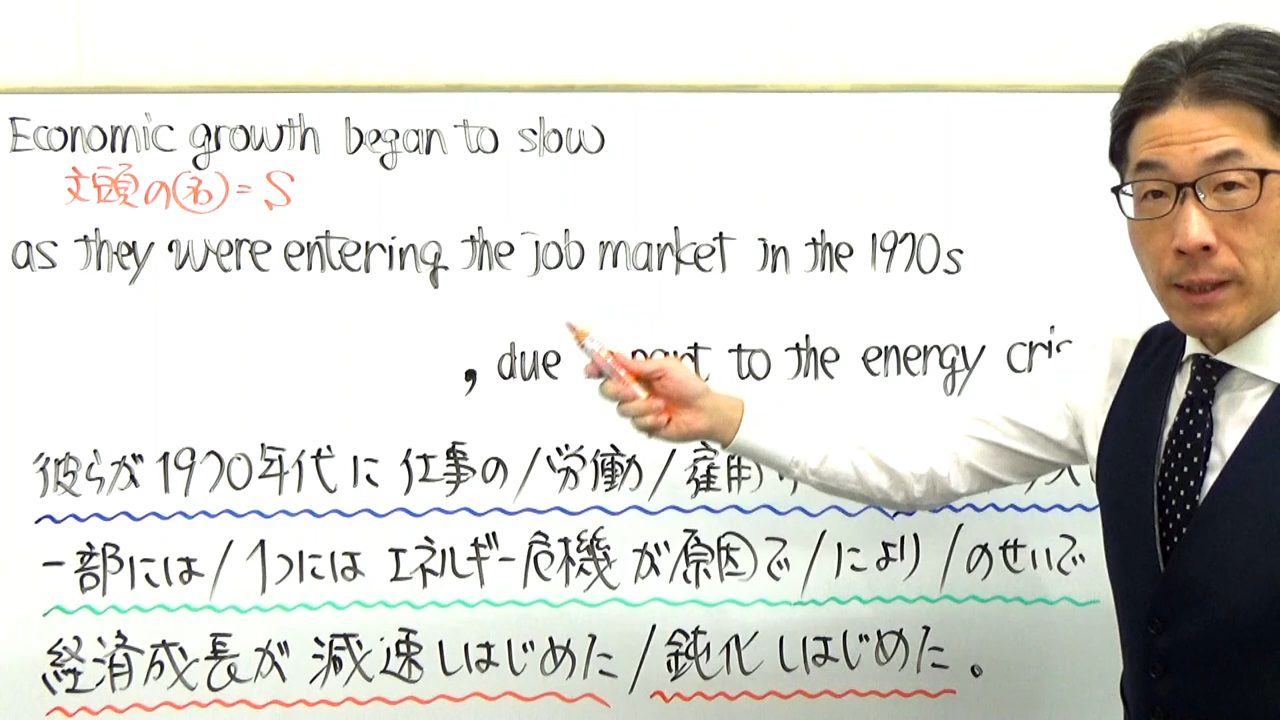 Economic growth began to slow
文頭の名=S
as they were entering the job market in the 1970s
, due part to the energy
彼らが1970年代に仕事の/労働/雇用
一部には/1つにはエネルギー危機が原因で/により/のせいで
経済成長が減速しはじめた/鈍化しはじめた。